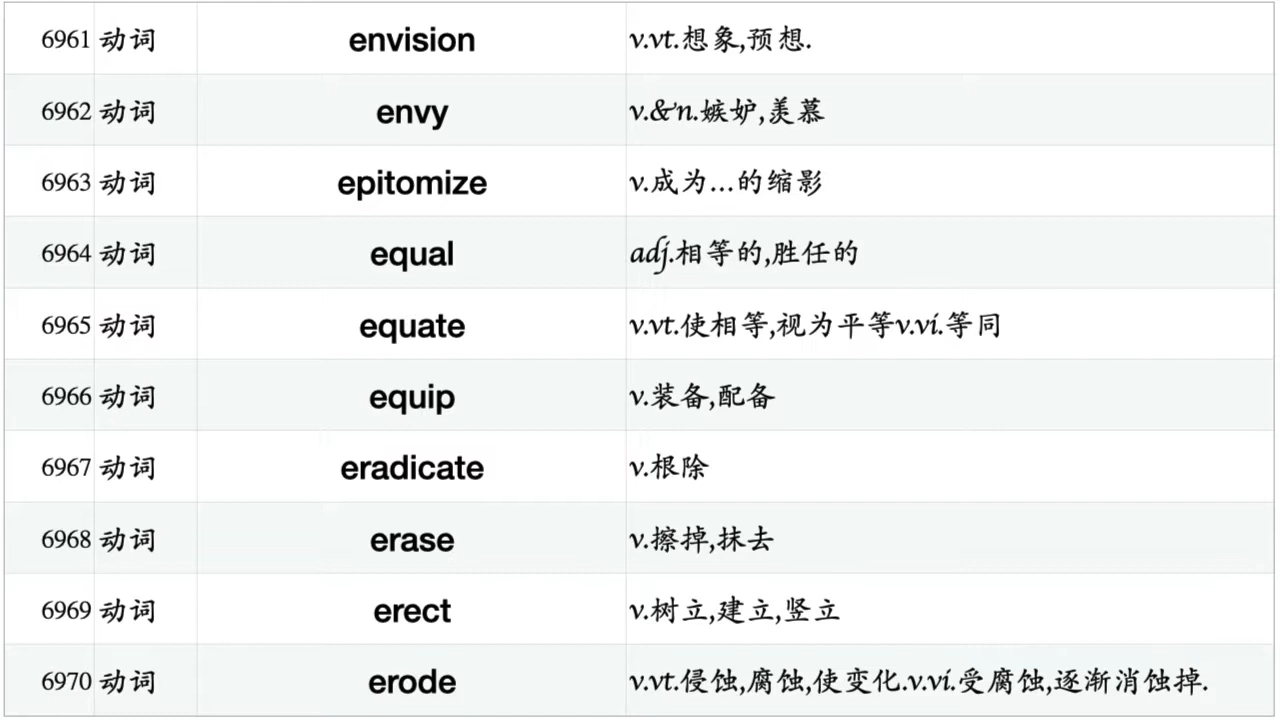 6961 动词 envision v.vt.想象,预想.
6962 动词 envy v.&n.嫉妒,羡慕
6963 动词 epitomize v.成为...的缩影
6964 动词 equal adj.相等的,胜任的
6965 动词 equate v.vt.使相等,视为平等v.vi.等同
6966 动词 equip v.装备,配备
6967 动词 eradicate v.根除
6968 动词 erase v.擦掉,抹去
6969 动词 erect v.树立,建立,竖立
6970 动词 erode v.vt.侵蚀,腐蚀,使变化.v.vi.受腐蚀,逐渐消蚀掉.